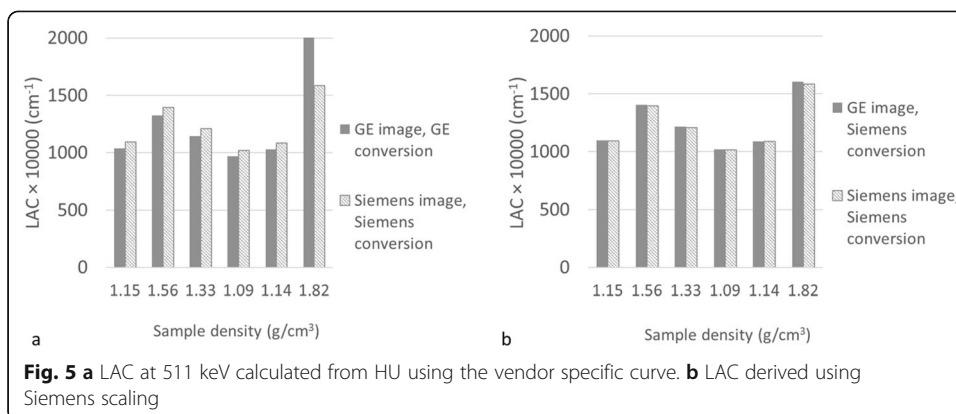 2000
1500
1000
500
0
LAC × 10000 (cm⁻¹)
1.15 1.56 1.33 1.09 1.14 1.82
Sample density (g/cm³)
GE image, GE
conversion
Siemens image,
Siemens
conversion
a
2000
1500
1000
500
0
LAC × 10000 (cm⁻¹)
1.15 1.56 1.33 1.09 1.14 1.82
Sample density (g/cm³)
GE image,
Siemens
conversion
Siemens image,
Siemens
conversion
b
Fig. 5 a LAC at 511 keV calculated from HU using the vendor specific curve. b LAC derived using
Siemens scaling